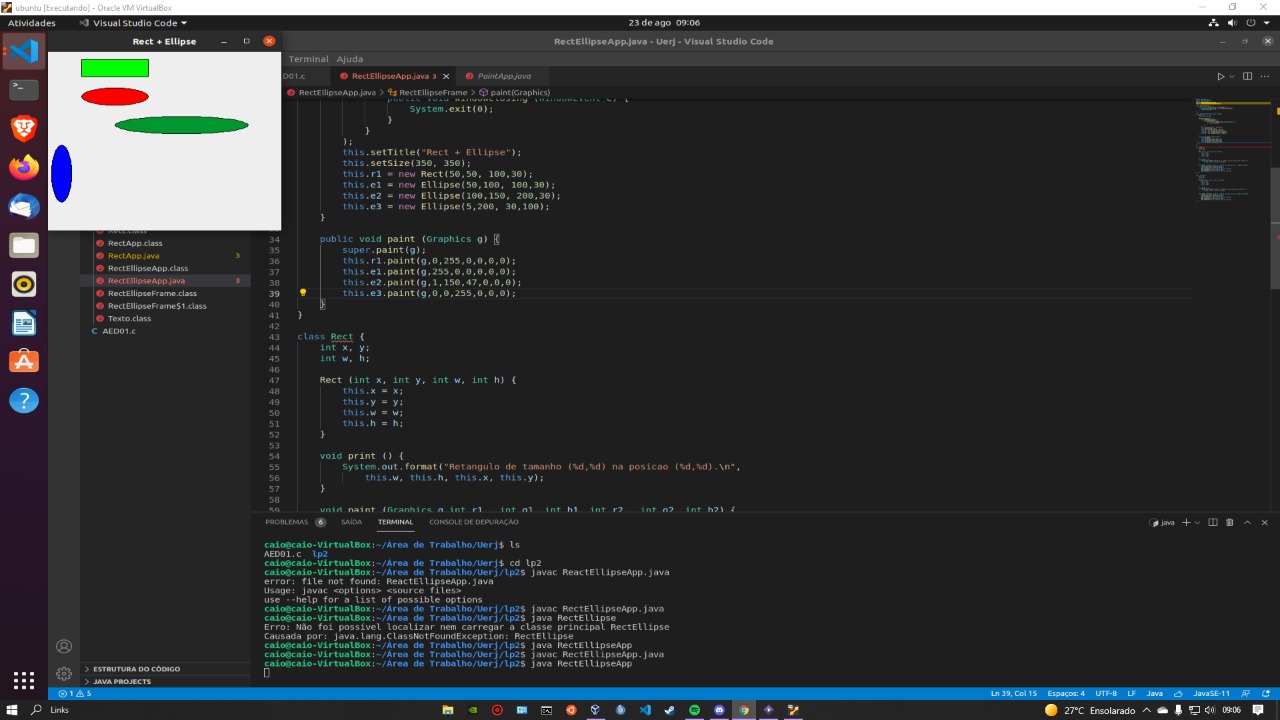 ubuntu [Executando] - Oracle VM VirtualBox
Atividades
Visual Studio Code
23 de ago 09:06
Rect + Ellipse
RectEllipseApp.java - Uerj - Visual Studio Code
Terminal Ajuda
D01.c
RectEllipseApp.java 3
PaintApp.java
RectEllipseApp.java > RectEllipseFrame > paint(Graphics)
System.exit(0);
}
}
);
this.setTitle("Rect + Ellipse");
this.setSize(350, 350);
this.r1 = new Rect(50,50, 100,30);
this.e1 = new Ellipse(50,100, 100,30);
this.e2 = new Ellipse(100,150, 200,30);
this.e3 = new Ellipse(5,200, 30,100);
}
34 public void paint (Graphics g) {
35 super.paint(g);
36 this.r1.paint(g,0,255,0,0,0,0);
37 this.e1.paint(g,255,0,0,0,0,0);
38 this.e2.paint(g,1,150,47,0,0,0);
39 this.e3.paint(g,0,0,255,0,0,0);
40 }
41 }
42
43 class Rect {
44 int x, y;
45 int w, h;
46
47 Rect (int x, int y, int w, int h) {
48 this.x = x;
49 this.y = y;
50 this.w = w;
51 this.h = h;
52 }
53
54 void print () {
55 System.out.format("Retangulo de tamanho (%d,%d) na posicao (%d,%d).\n",
56 this.w, this.h, this.x, this.y);
57 }
58
59 void paint (Graphics g,int r1, int g1, int b1, int r2, int g2, int b2) {
Rect.class
RectApp.class
RectApp.java 3
RectEllipseApp.class
RectEllipseApp.java 3
RectEllipseFrame.class
RectEllipseFrame$1.class
Texto.class
C AED01.c
ESTRUTURA DO CÓDIGO
JAVA PROJECTS
PROBLEMAS 6 SAÍDA TERMINAL CONSOLE DE DEPURAÇÃO
java
caio@caio-VirtualBox:~/Área de Trabalho/Uerj$ ls
AED01.c lp2
caio@caio-VirtualBox:~/Área de Trabalho/Uerj$ cd lp2
caio@caio-VirtualBox:~/Área de Trabalho/Uerj/lp2$ javac ReactEllipseApp.java
error: file not found: ReactEllipseApp.java
Usage: javac <options> <source files>
use --help for a list of possible options
caio@caio-VirtualBox:~/Área de Trabalho/Uerj/lp2$ javac RectEllipseApp.java
caio@caio-VirtualBox:~/Área de Trabalho/Uerj/lp2$ java RectEllipse
Erro: Não foi possível localizar nem carregar a classe principal RectEllipse
Causada por: java.lang.ClassNotFoundException: RectEllipse
caio@caio-VirtualBox:~/Área de Trabalho/Uerj/lp2$ java RectEllipseApp
caio@caio-VirtualBox:~/Área de Trabalho/Uerj/lp2$ javac RectEllipseApp.java
caio@caio-VirtualBox:~/Área de Trabalho/Uerj/lp2$ java RectEllipseApp
1 5
Ln 39, Col 15 Espaços: 4 UTF-8 LF Java JavaSE-11
Links
27°C Ensolarado
09:06